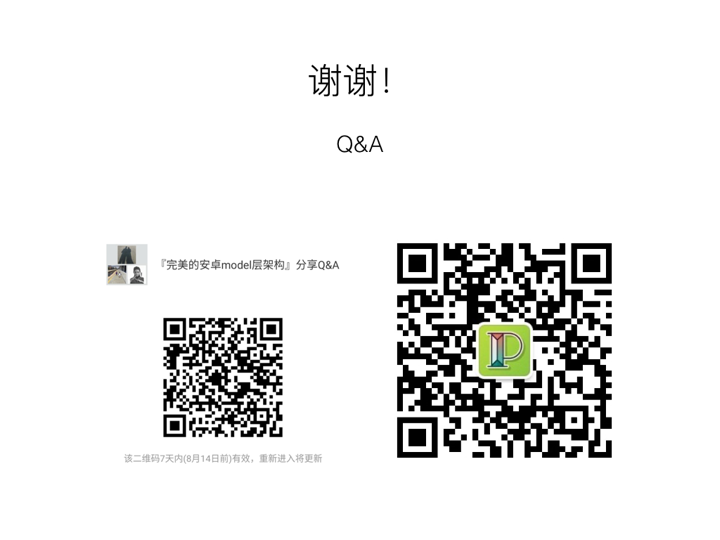 谢谢!
Q&A
『完美的安卓model层架构』分享Q&A
P
该二维码7天内(8月14日前)有效，重新进入将更新